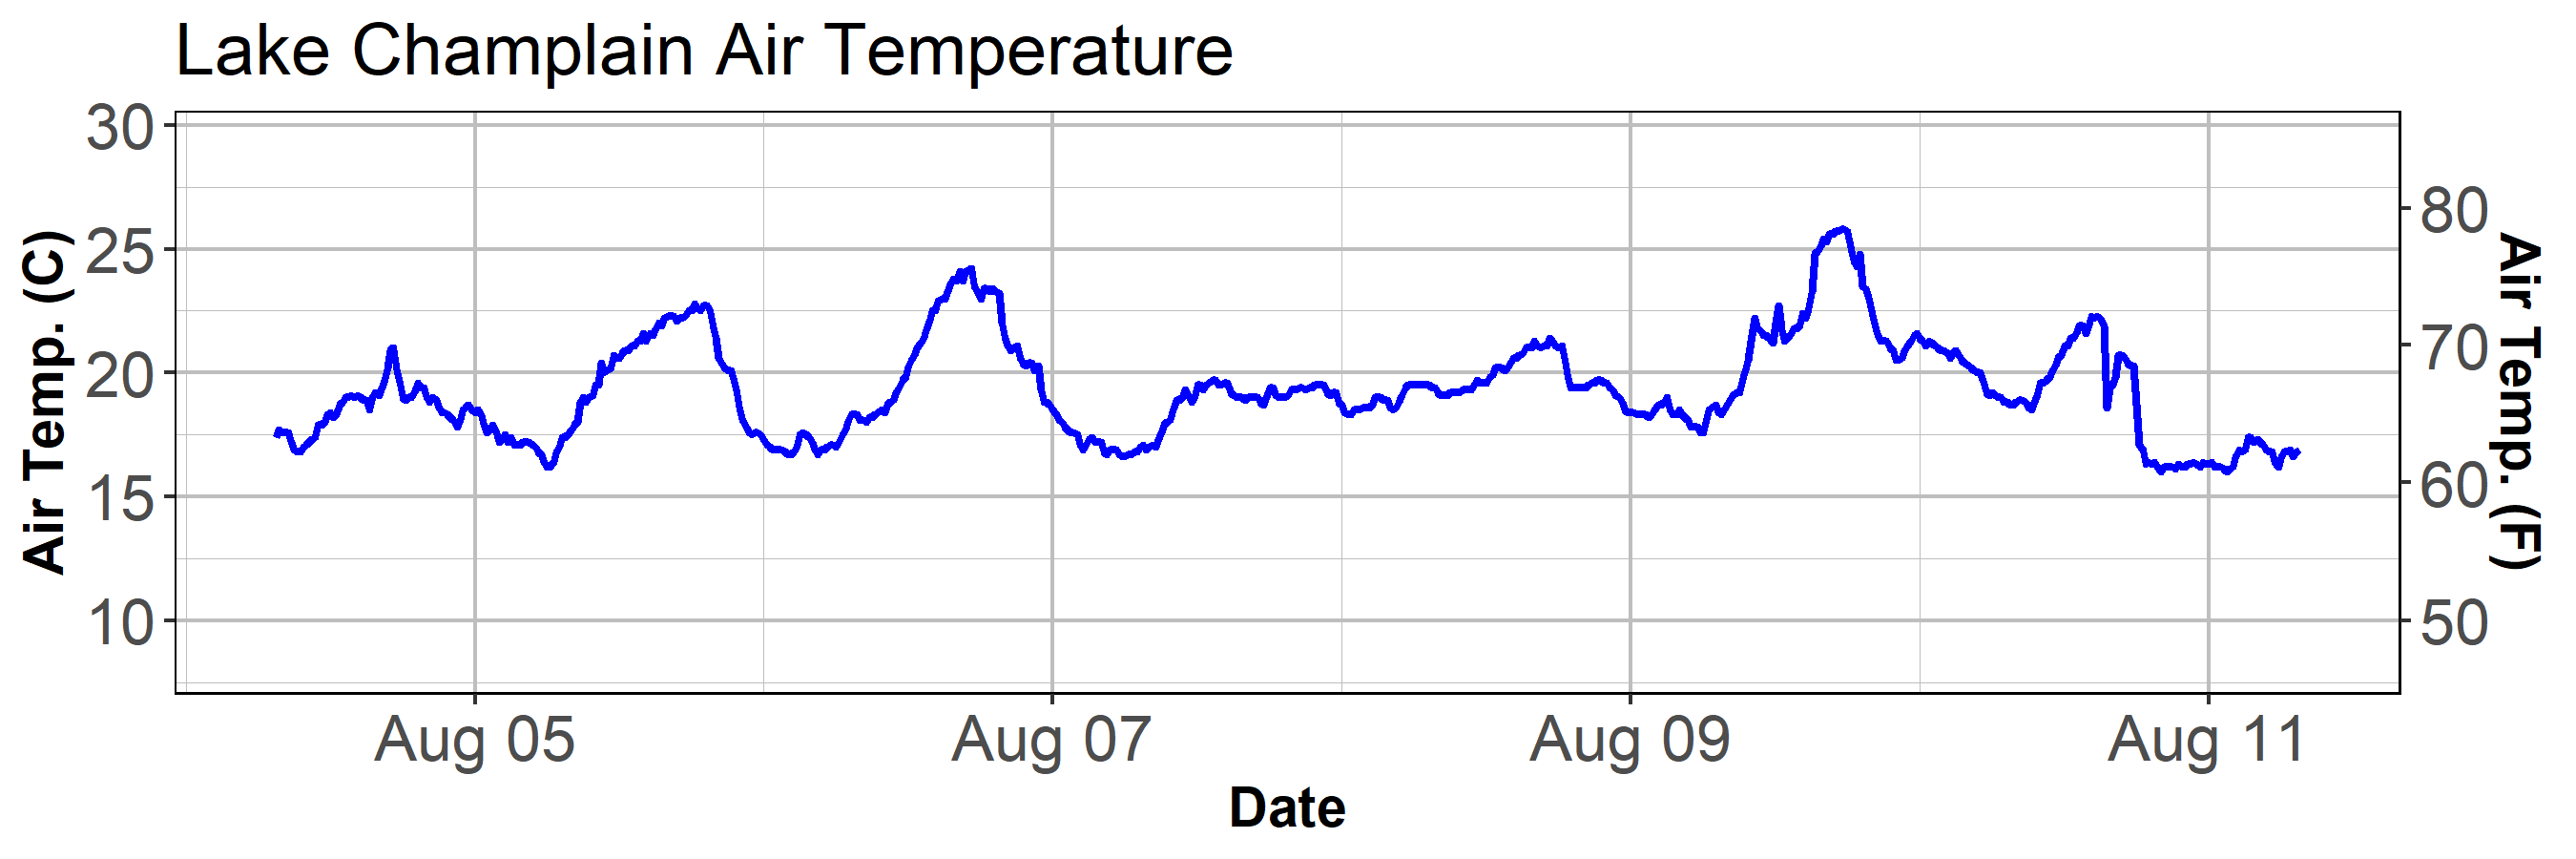 Lake Champlain Air Temperature
30
25
20
15
10
Air Temp. (C)
80
70
60
50
Air Temp. (F)
Aug 05 Aug 07 Aug 09 Aug 11
Date